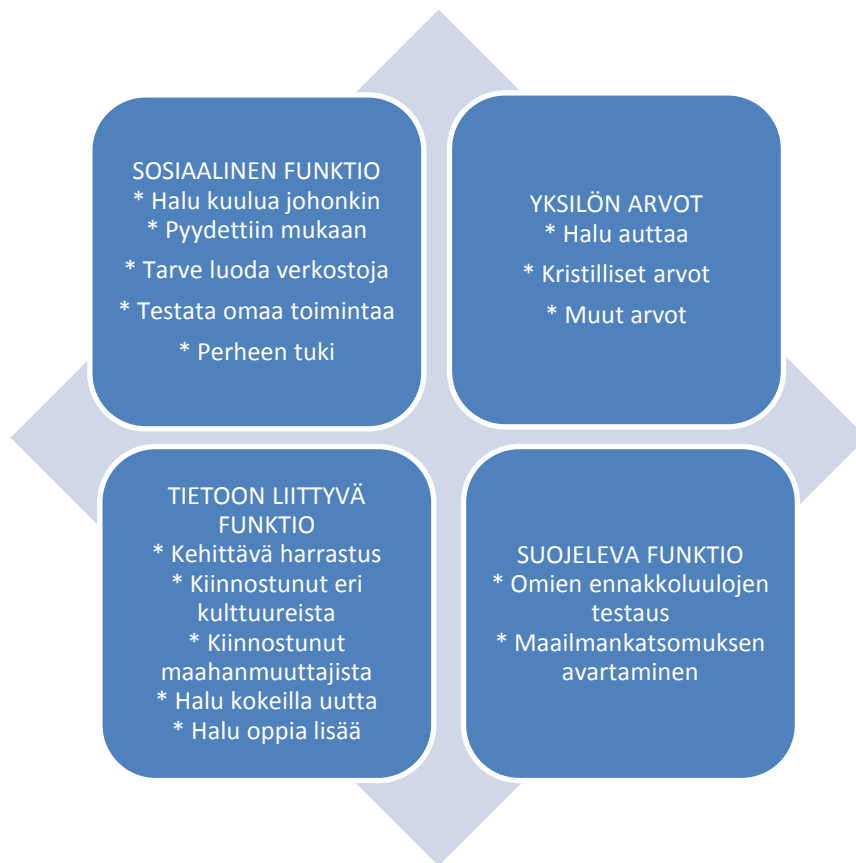 SOSIAALINEN FUNKTIO
* Halu kuulua johonkin
* Pyydettiin mukaan
* Tarve luoda verkostoja
* Testata omaa toimintaa
* Perheen tuki
YKSILÖN ARVOT
* Halu auttaa
* Kristilliset arvot
* Muut arvot
TIETOON LIITTYVÄ
FUNKTIO
* Kehittävä harrastus
* Kiinnostunut eri
kulttuureista
* Kiinnostunut
maahanmuuttajista
* Halu kokeilla uutta
* Halu oppia lisää
SUOJELEVA FUNKTIO
* Omien ennakkoluulojen
testaus
* Maailmankatsomuksen
avartaminen